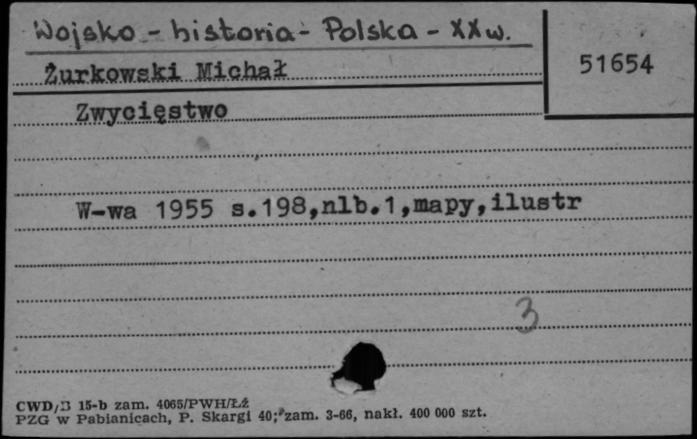 Wojsko - historia - Polska - XX w.
Żurkowski Michał
51654
Zwycięstwo
W-wa 1955 s.198,nlb.1,mapy,ilustr
3
CWD/B 15-b zam. 4065/PWH/ŁŹ
PZG w Pabianicach, P. Skargi 40; zam. 3-66, nakł. 400 000 szt.